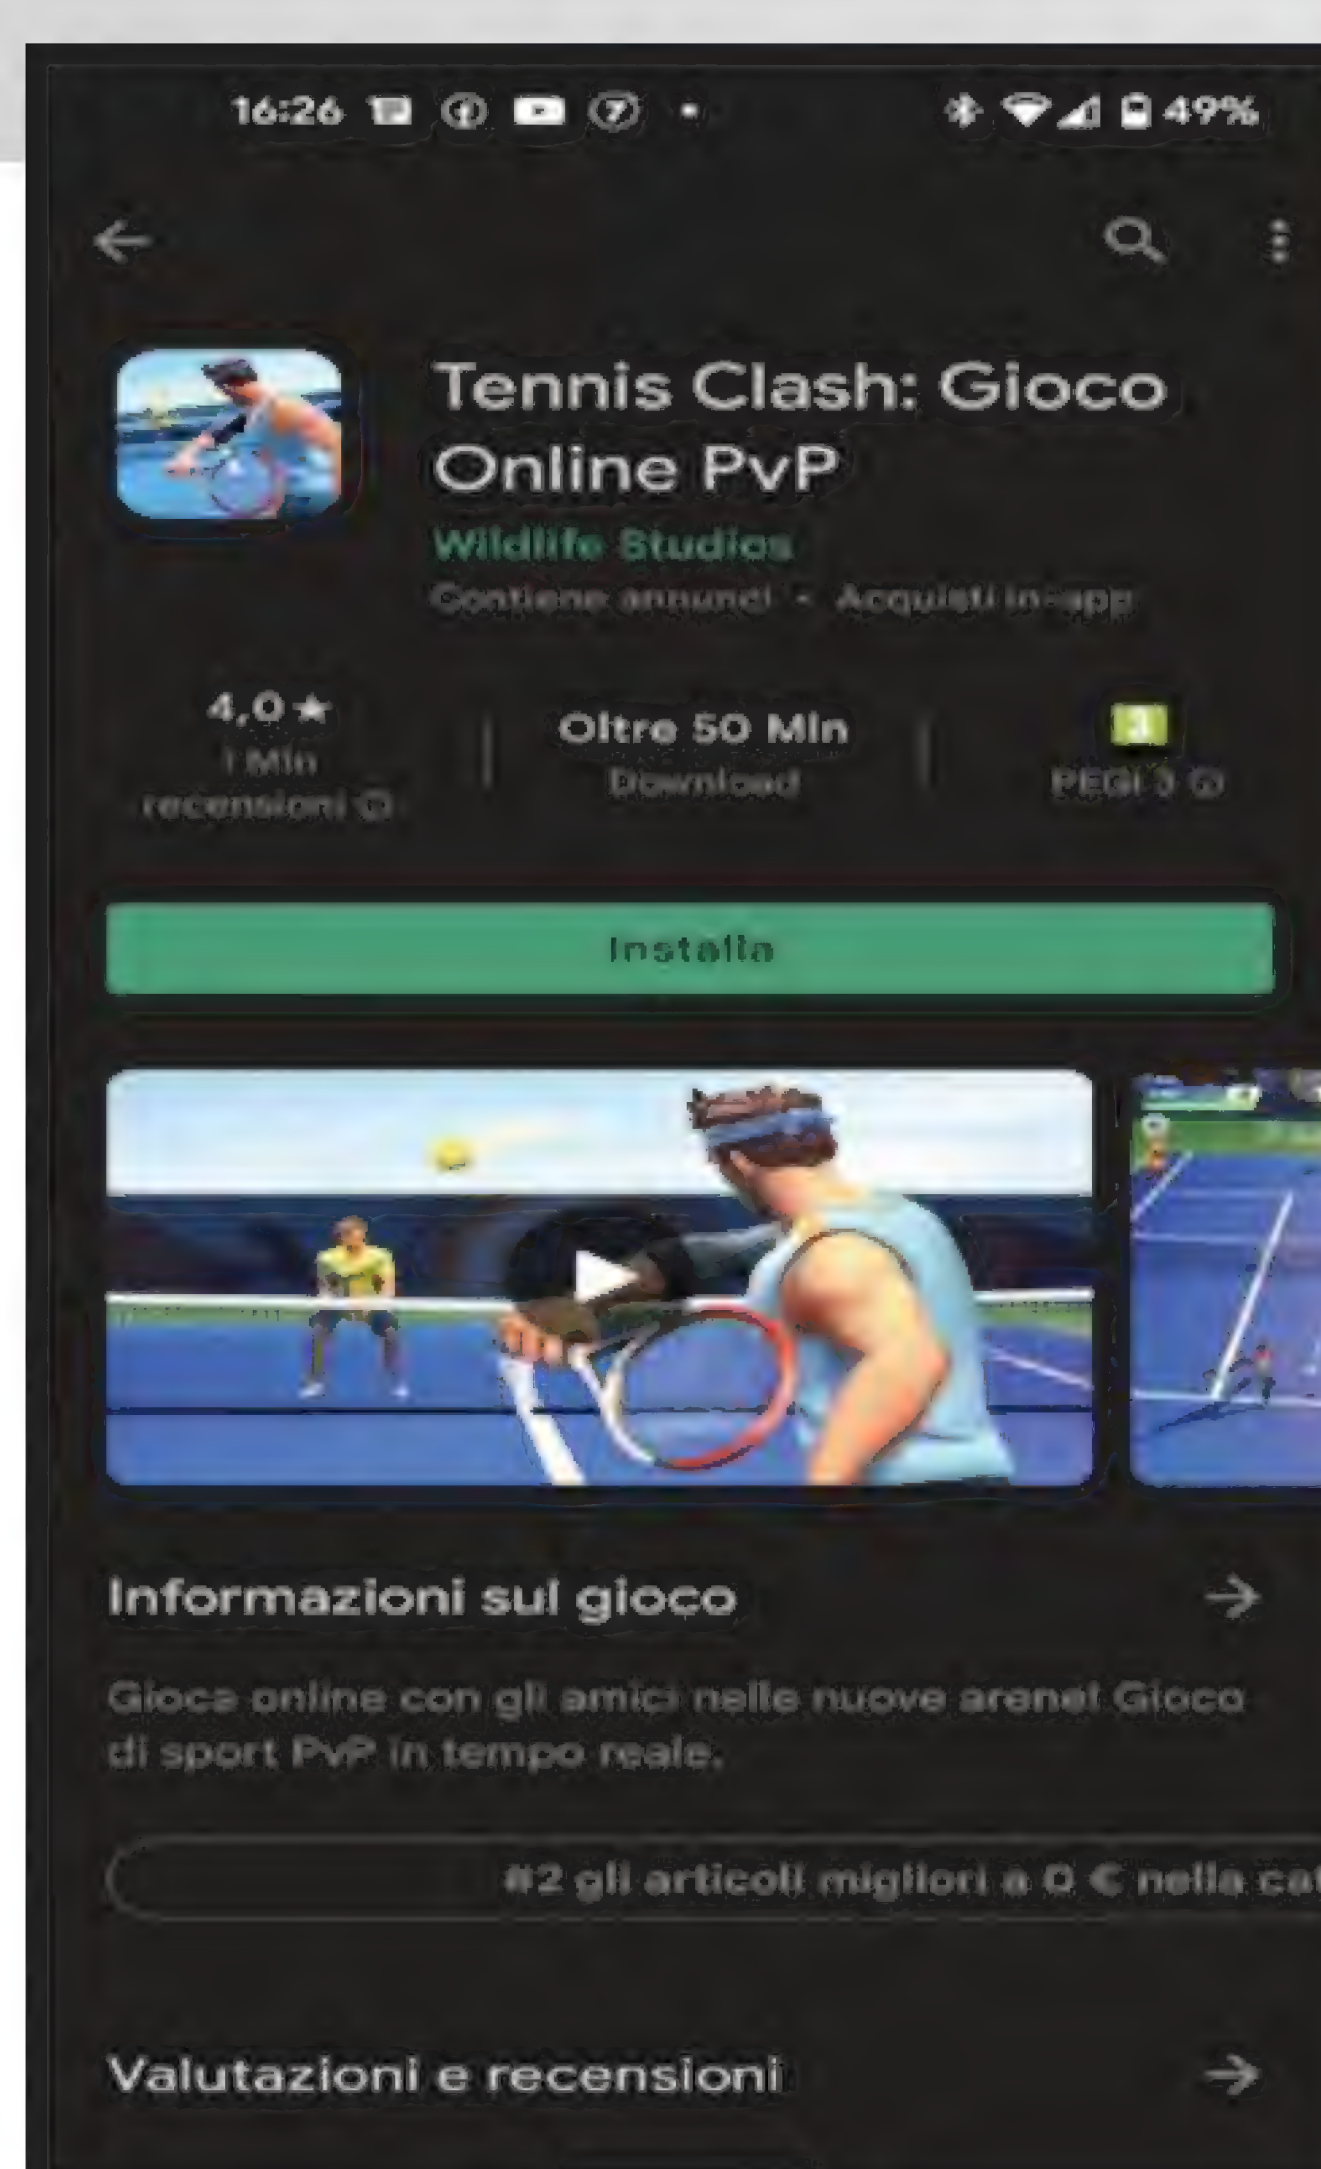 16:26 49%
Tennis Clash: Gioco
Online PvP
Wildlife Studios
Contiene annunci • Acquisti in-app
4,0 ★
1 Mln
recensioni
Oltre 50 Mln
Download
3
PEGI 3
Installa
Informazioni sul gioco
Gioca online con gli amici nelle nuove arene! Gioco
di sport PvP in tempo reale.
#2 gli articoli migliori a 0 € nella cat
Valutazioni e recensioni